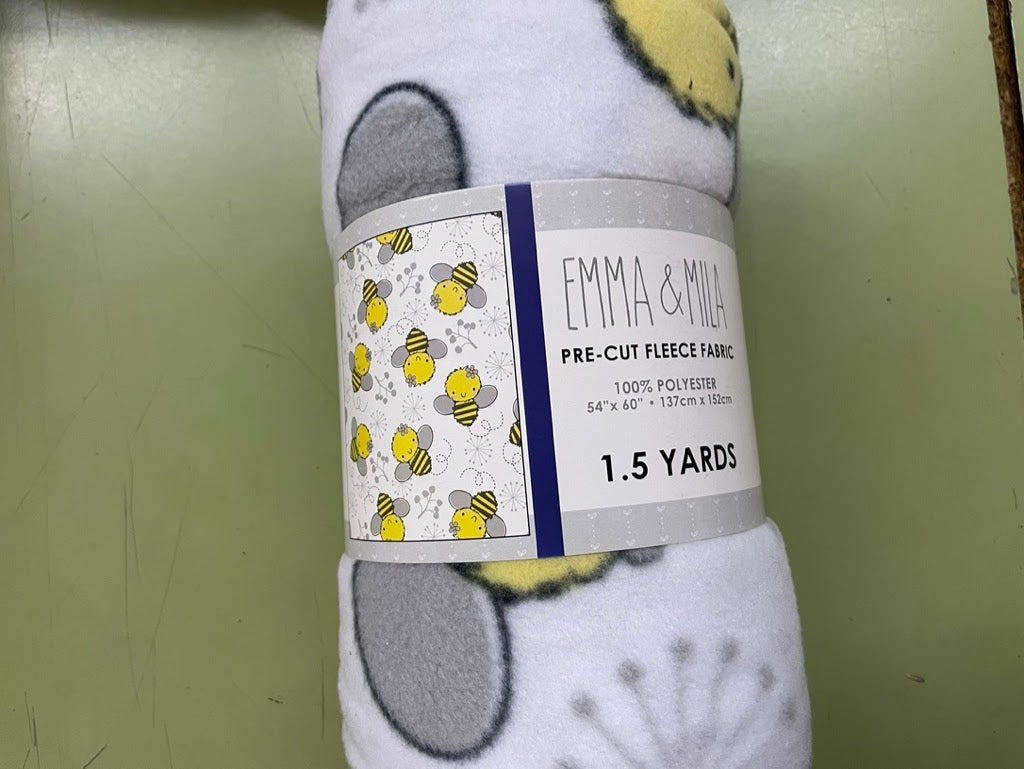 EMMA & MILA
PRE-CUT FLEECE FABRIC
100% POLYESTER
54"x 60" • 137cm x 152cm
1.5 YARDS